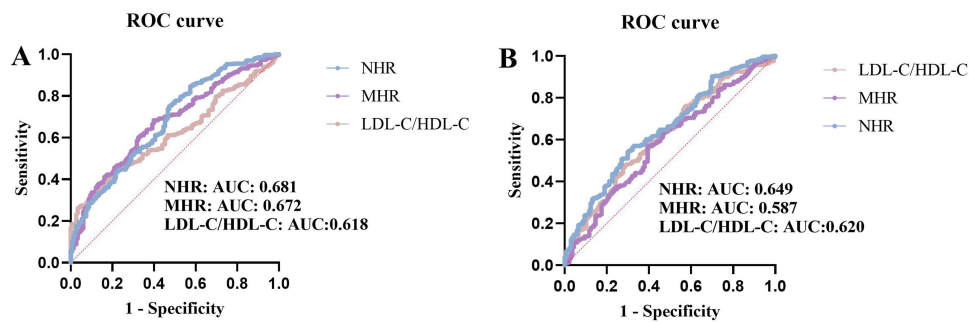 ROC curve
A
NHR
MHR
LDL-C/HDL-C
Sensitivity
1.0
0.8
0.6
0.4
0.2
0.0
NHR: AUC: 0.681
MHR: AUC: 0.672
LDL-C/HDL-C: AUC:0.618
0.0 0.2 0.4 0.6 0.8 1.0
1 - Specificity
ROC curve
B
LDL-C/HDL-C
MHR
NHR
Sensitivity
1.0
0.8
0.6
0.4
0.2
0.0
NHR: AUC: 0.649
MHR: AUC: 0.587
LDL-C/HDL-C: AUC:0.620
0.0 0.2 0.4 0.6 0.8 1.0
1 - Specificity